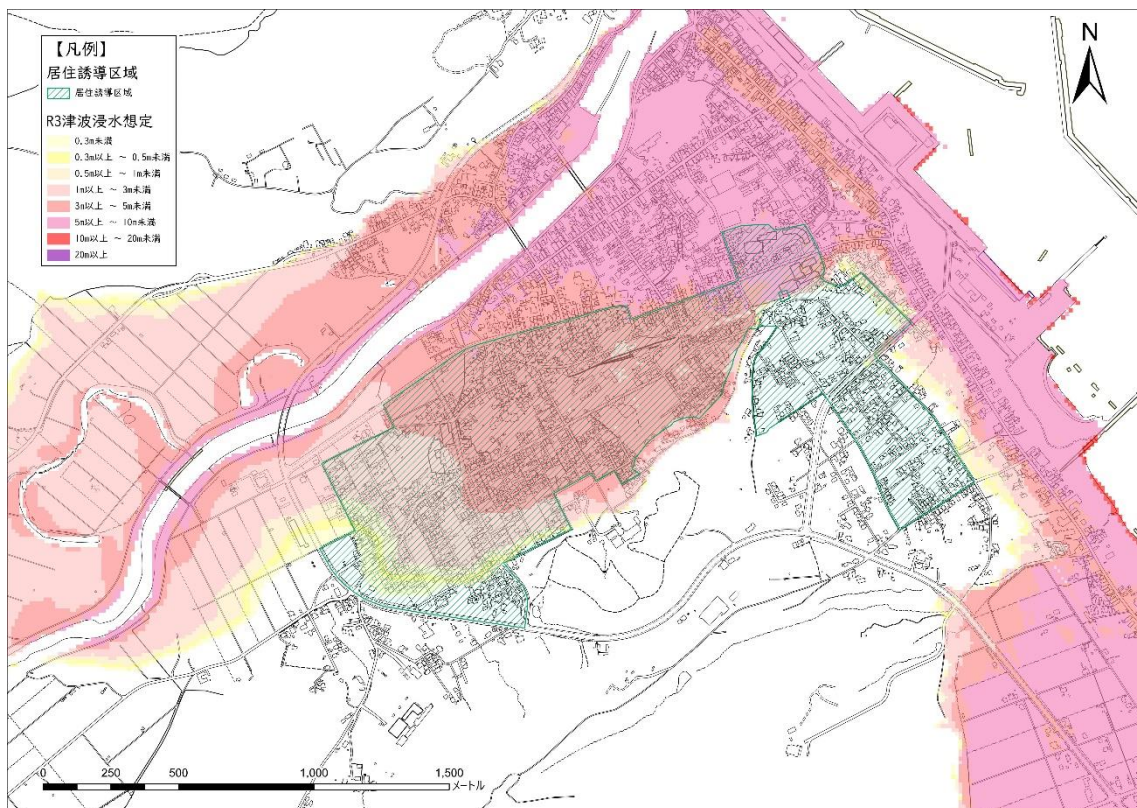 【凡例】
居住誘導区域
居住誘導区域
R3津波浸水想定
0.3m未満
0.3m以上 ～ 0.5m未満
0.5m以上 ～ 1m未満
1m以上 ～ 3m未満
3m以上 ～ 5m未満
5m以上 ～ 10m未満
10m以上 ～ 20m未満
20m以上
N
0 250 500 1,000 1,500
メートル